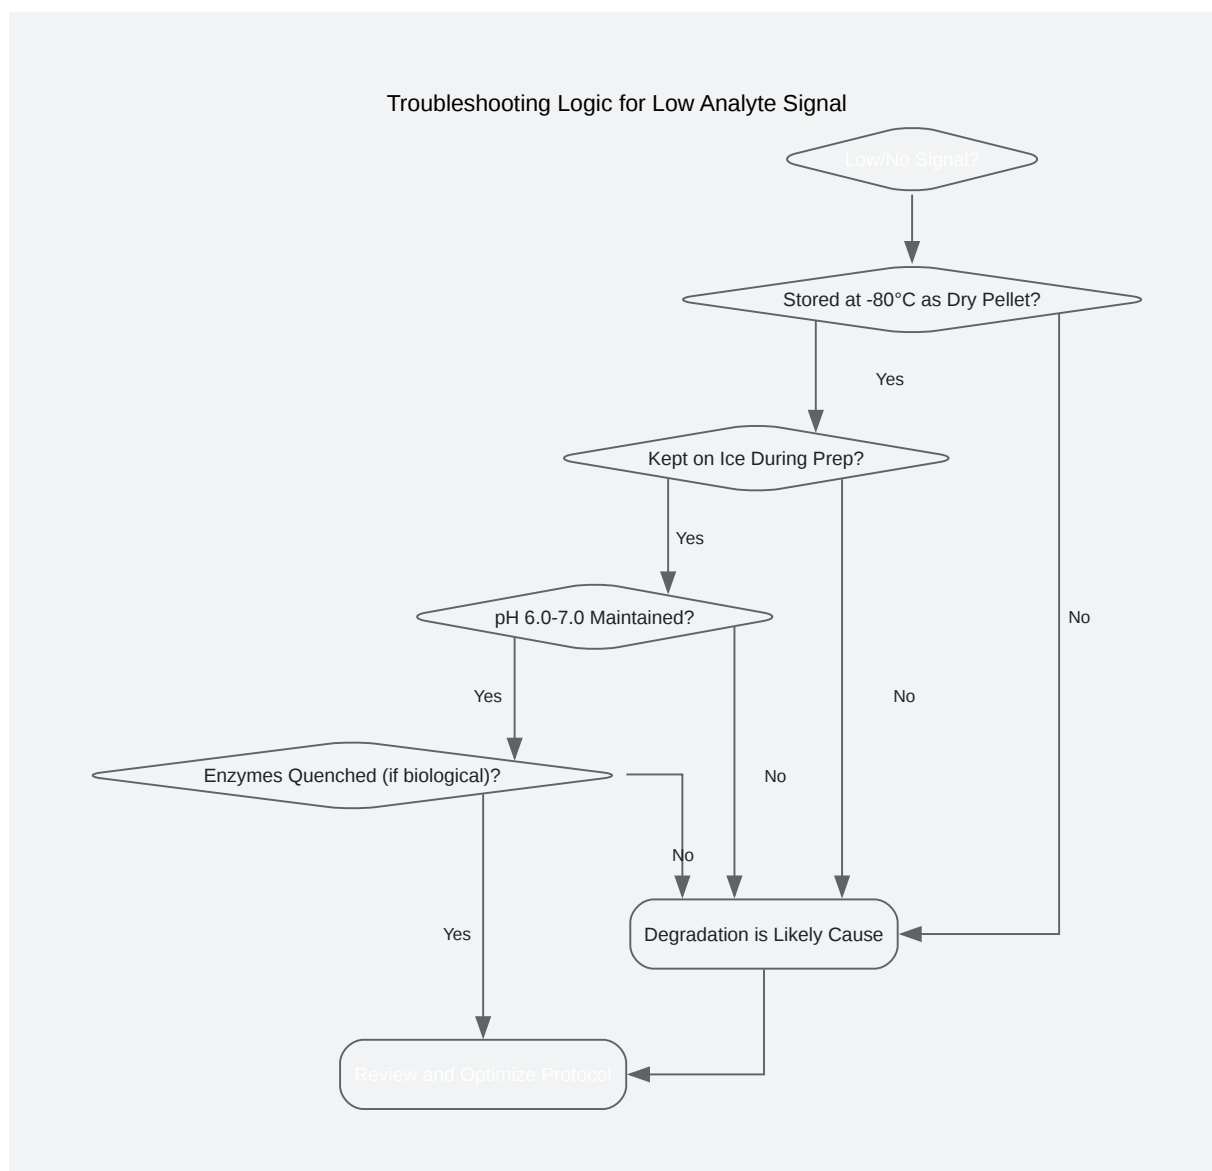 Troubleshooting Logic for Low Analyte Signal
Low/No Signal?
Stored at -80°C as Dry Pellet?
Yes
Kept on Ice During Prep?
Yes
pH 6.0-7.0 Maintained?
No
Yes
No
Enzymes Quenched (if biological)?
No
No
Yes
Degradation is Likely Cause
Review and Optimize Protocol